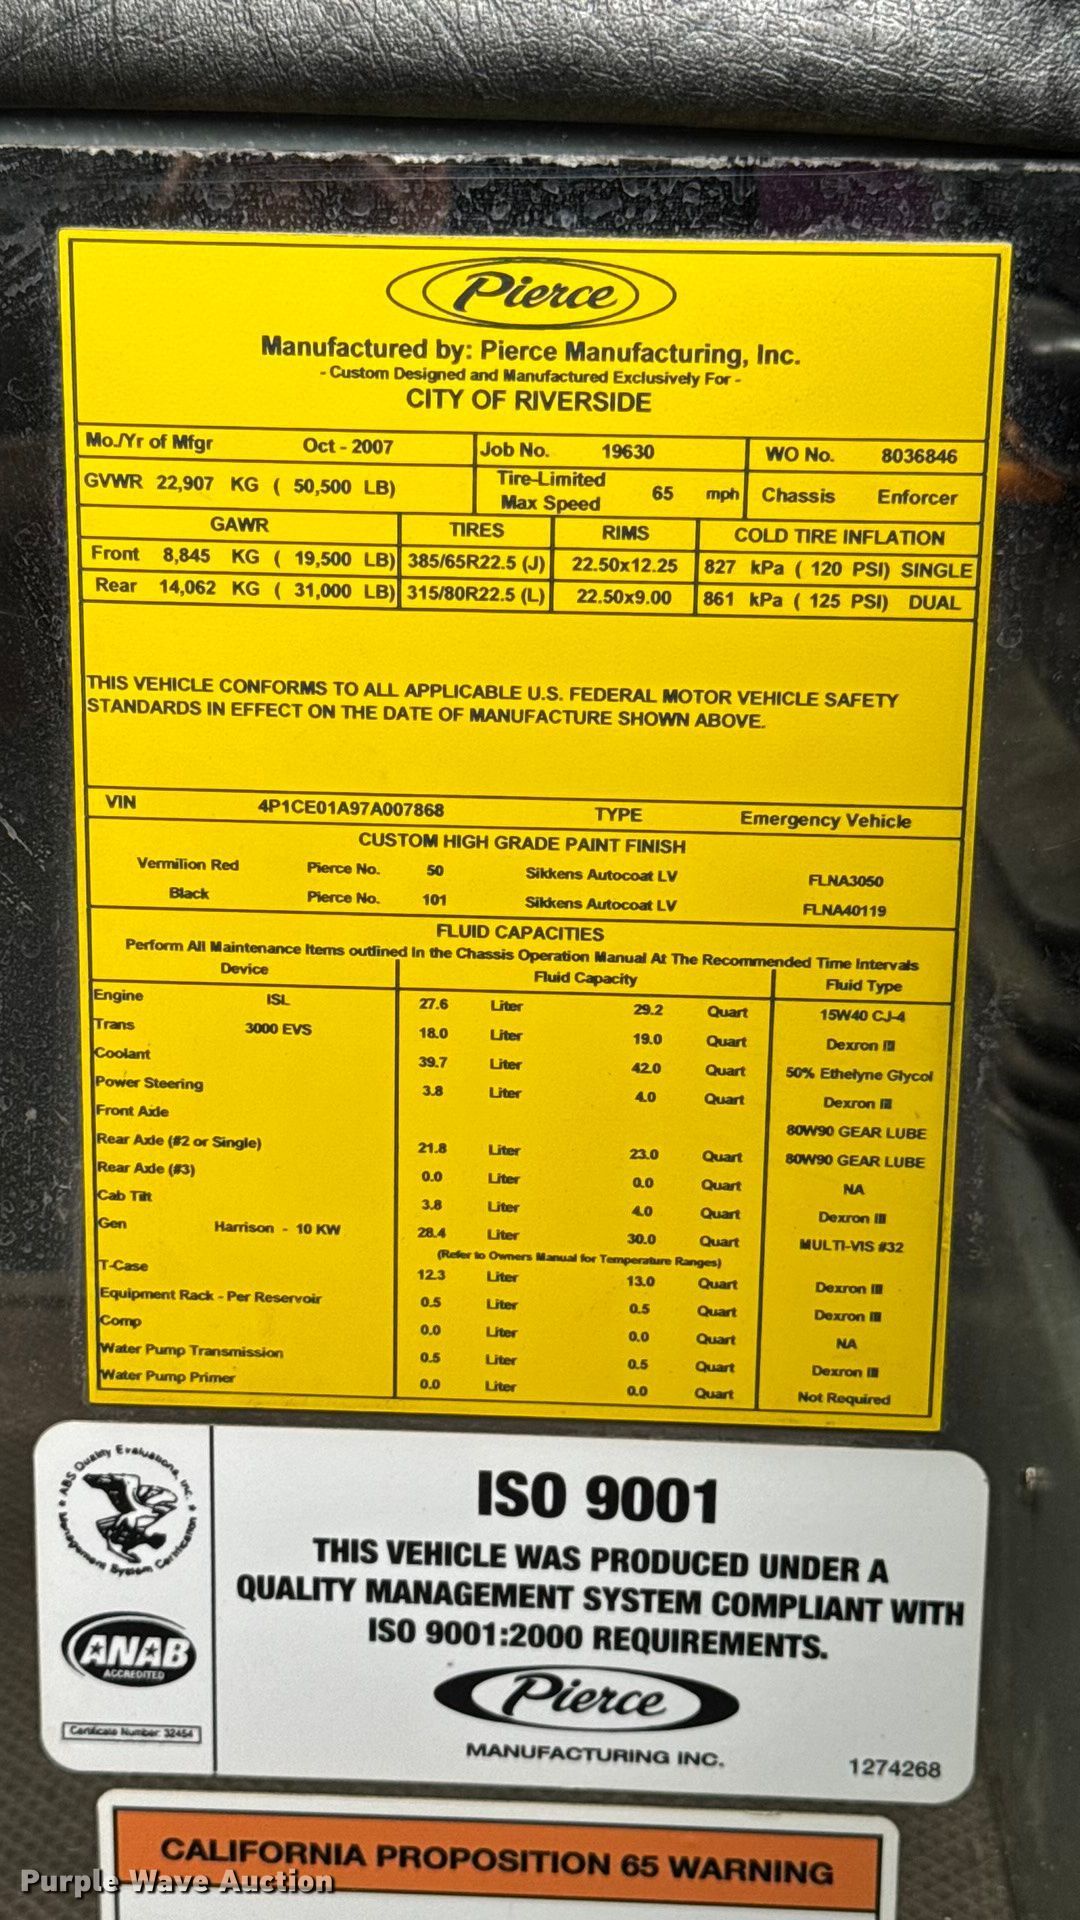 Pierce
Manufactured by: Pierce Manufacturing, Inc.
- Custom Designed and Manufactured Exclusively For -
CITY OF RIVERSIDE
Mo./Yr of Mfgr Oct - 2007 Job No. 19630 WO No. 8036846
GVWR 22,907 KG ( 50,500 LB) Tire-Limited Max Speed 65 mph Chassis Enforcer
GAWR TIRES RIMS COLD TIRE INFLATION
Front 8,845 KG ( 19,500 LB) 385/65R22.5 (J) 22.50x12.25 827 kPa ( 120 PSI) SINGLE
Rear 14,062 KG ( 31,000 LB) 315/80R22.5 (L) 22.50x9.00 861 kPa ( 125 PSI) DUAL
THIS VEHICLE CONFORMS TO ALL APPLICABLE U.S. FEDERAL MOTOR VEHICLE SAFETY
STANDARDS IN EFFECT ON THE DATE OF MANUFACTURE SHOWN ABOVE.
VIN 4P1CE01A97A007868 TYPE Emergency Vehicle
CUSTOM HIGH GRADE PAINT FINISH
Vermilion Red Pierce No. 50 Sikkens Autocoat LV FLNA3050
Black Pierce No. 101 Sikkens Autocoat LV FLNA40119
FLUID CAPACITIES
Perform All Maintenance Items outlined In the Chassis Operation Manual At The Recommended Time Intervals
Device Fluid Capacity Fluid Type
Engine ISL 27.6 Liter 29.2 Quart 15W40 CJ-4
Trans 3000 EVS 18.0 Liter 19.0 Quart Dexron III
Coolant 39.7 Liter 42.0 Quart 50% Ethelyne Glycol
Power Steering 3.8 Liter 4.0 Quart Dexron III
Front Axle 80W90 GEAR LUBE
Rear Axle (#2 or Single) 21.8 Liter 23.0 Quart 80W90 GEAR LUBE
Rear Axle (#3) 0.0 Liter 0.0 Quart NA
Cab Tilt 3.8 Liter 4.0 Quart Dexron III
Gen Harrison - 10 KW 28.4 Liter 30.0 Quart MULTI-VIS #32
(Refer to Owners Manual for Temperature Ranges)
T-Case 12.3 Liter 13.0 Quart Dexron III
Equipment Rack - Per Reservoir 0.5 Liter 0.5 Quart Dexron III
Comp 0.0 Liter 0.0 Quart NA
Water Pump Transmission 0.5 Liter 0.5 Quart Dexron III
Water Pump Primer 0.0 Liter 0.0 Quart Not Required
ABS Quality Evaluations, Inc.
Management System Certification
ANAB
ACCREDITED
Certificate Number: 32454
ISO 9001
THIS VEHICLE WAS PRODUCED UNDER A
QUALITY MANAGEMENT SYSTEM COMPLIANT WITH
ISO 9001:2000 REQUIREMENTS.
Pierce
MANUFACTURING INC.
1274268
CALIFORNIA PROPOSITION 65 WARNING
Purple Wave Auction